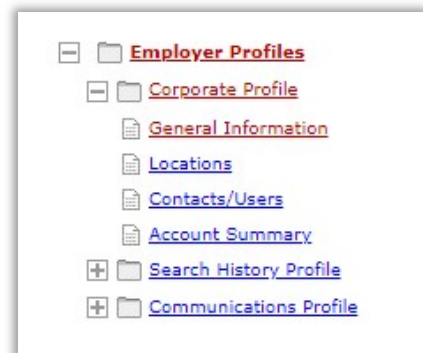 Employer Profiles
Corporate Profile
General Information
Locations
Contacts/Users
Account Summary
Search History Profile
Communications Profile